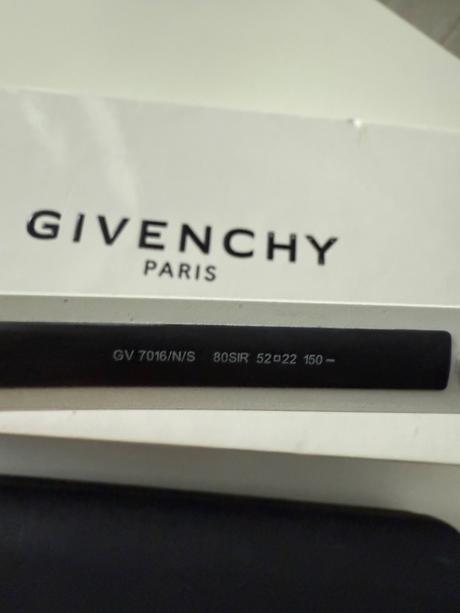 GIVENCHY
PARIS
GV 7016/N/S 80SIR 52□22 150−